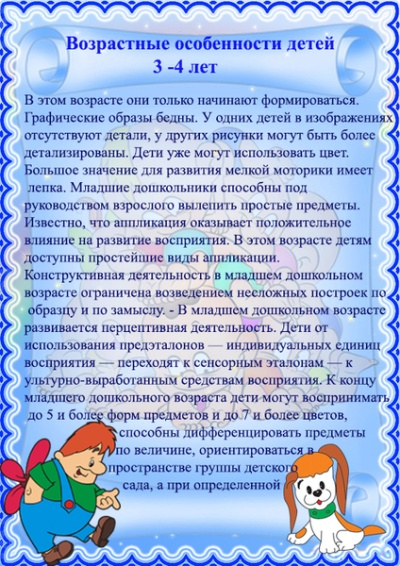 Возрастные особенности детей
3 -4 лет
В этом возрасте они только начинают формироваться.
Графические образы бедны. У одних детей в изображениях
отсутствуют детали, у других рисунки могут быть более
детализированы. Дети уже могут использовать цвет.
Большое значение для развития мелкой моторики имеет
лепка. Младшие дошкольники способны под
руководством взрослого вылепить простые предметы.
Известно, что аппликация оказывает положительное
влияние на развитие восприятия. В этом возрасте детям
доступны простейшие виды аппликации.
Конструктивная деятельность в младшем дошкольном
возрасте ограничена возведением несложных построек по
образцу и по замыслу. - В младшем дошкольном возрасте
развивается перцептивная деятельность. Дети от
использования предэталонов — индивидуальных единиц
восприятия — переходят к сенсорным эталонам — к
ультурно-выработанным средствам восприятия. К концу
младшего дошкольного возраста дети могут воспринимать
до 5 и более форм предметов и до 7 и более цветов,
способны дифференцировать предметы
по величине, ориентироваться в
пространстве группы детского
сада, а при определенной